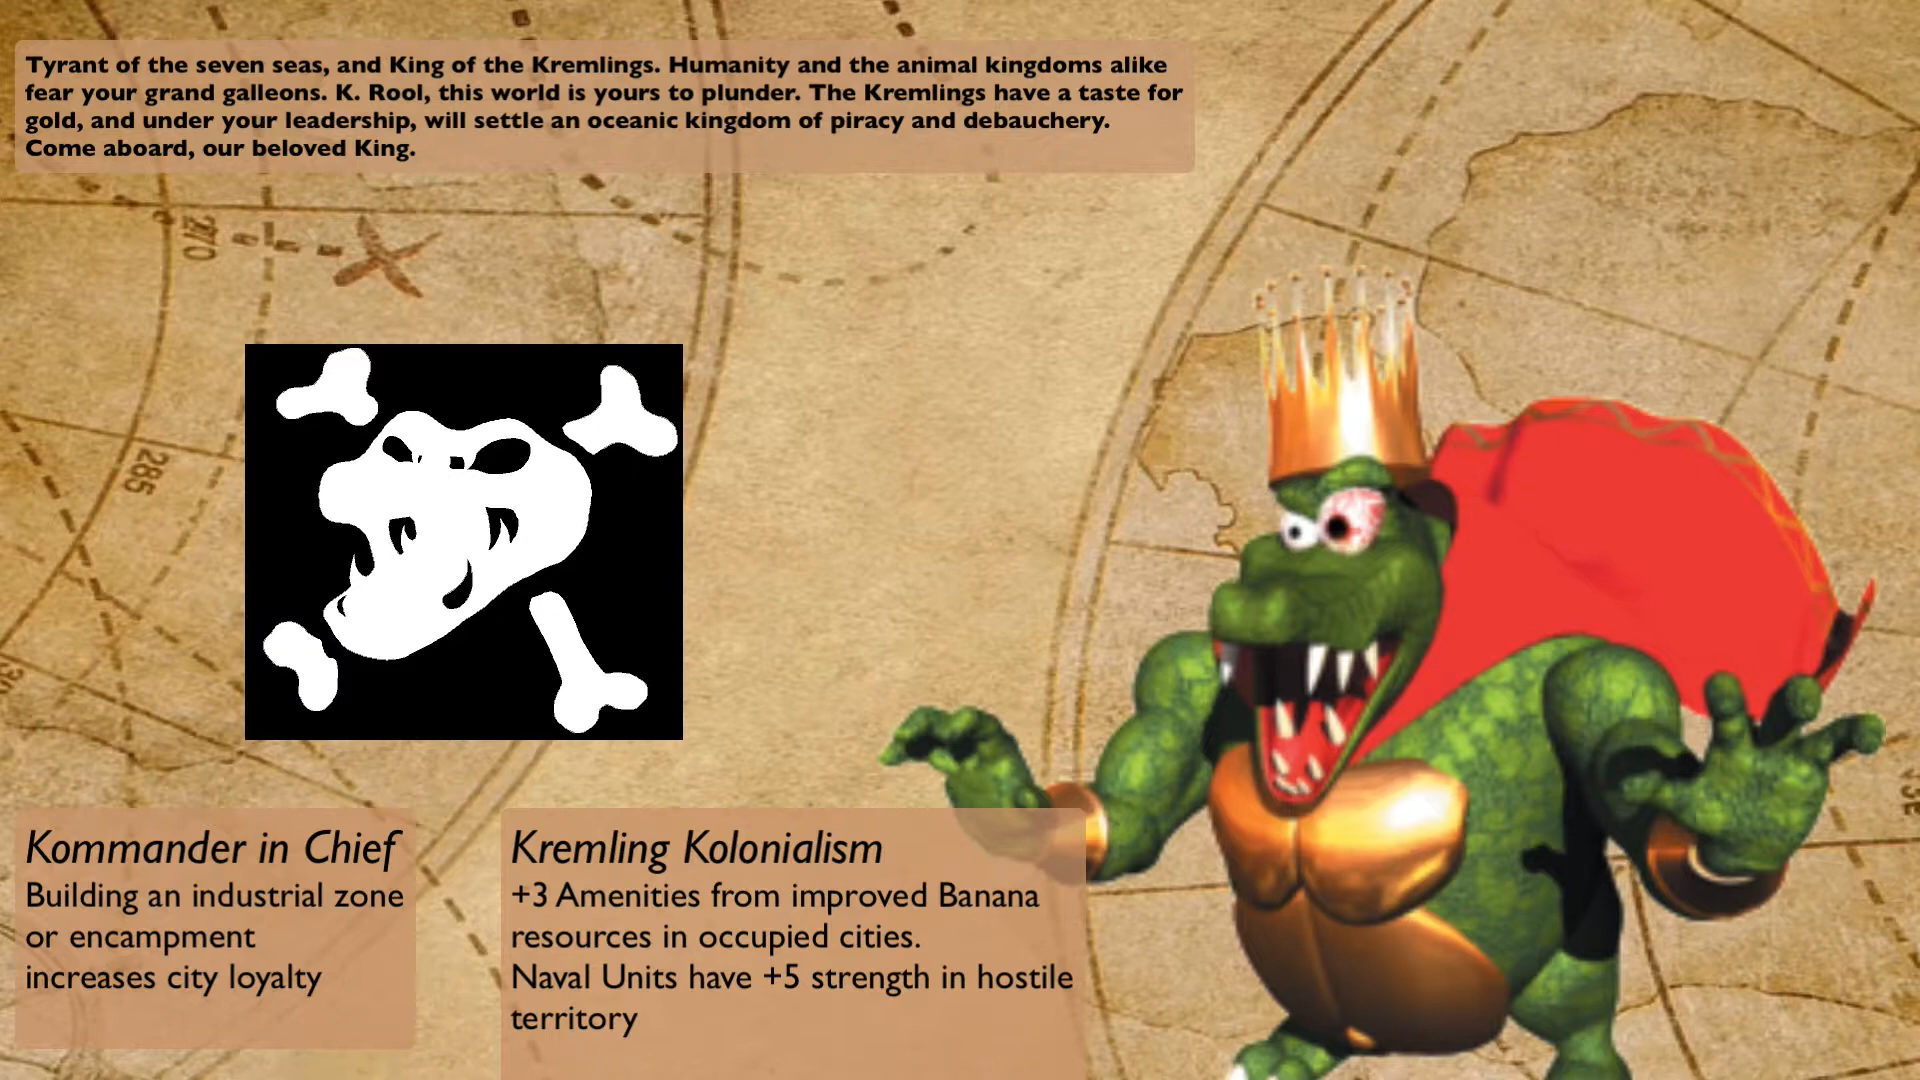 Tyrant of the seven seas, and King of the Kremlings. Humanity and the animal kingdoms alike
fear your grand galleons. K. Rool, this world is yours to plunder. The Kremlings have a taste for
gold, and under your leadership, will settle an oceanic kingdom of piracy and debauchery.
Come aboard, our beloved King.
270
285
Kommander in Chief
Building an industrial zone
or encampment
increases city loyalty
Kremling Kolonialism
+3 Amenities from improved Banana
resources in occupied cities.
Naval Units have +5 strength in hostile
territory